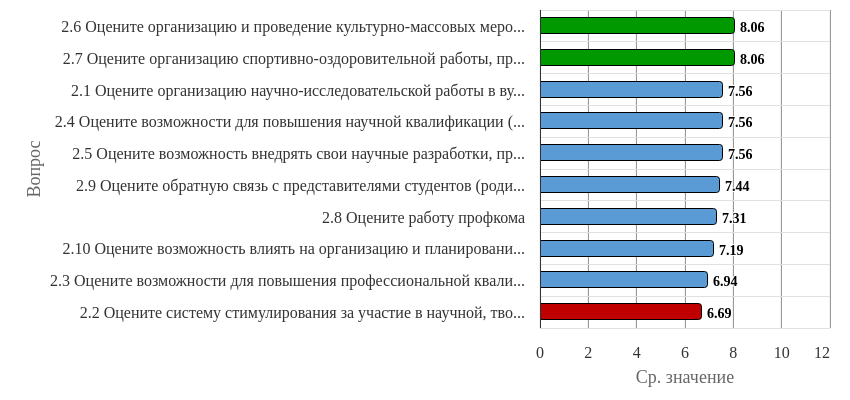 2.6 Оцените организацию и проведение культурно-массовых меро... 8.06
2.7 Оцените организацию спортивно-оздоровительной работы, пр... 8.06
2.1 Оцените организацию научно-исследовательской работы в ву... 7.56
2.4 Оцените возможности для повышения научной квалификации (... 7.56
2.5 Оцените возможность внедрять свои научные разработки, пр... 7.56
2.9 Оцените обратную связь с представителями студентов (роди... 7.44
2.8 Оцените работу профкома 7.31
2.10 Оцените возможность влиять на организацию и планировани... 7.19
2.3 Оцените возможности для повышения профессиональной квали... 6.94
2.2 Оцените систему стимулирования за участие в научной, тво... 6.69
Вопрос
0 2 4 6 8 10 12
Ср. значение